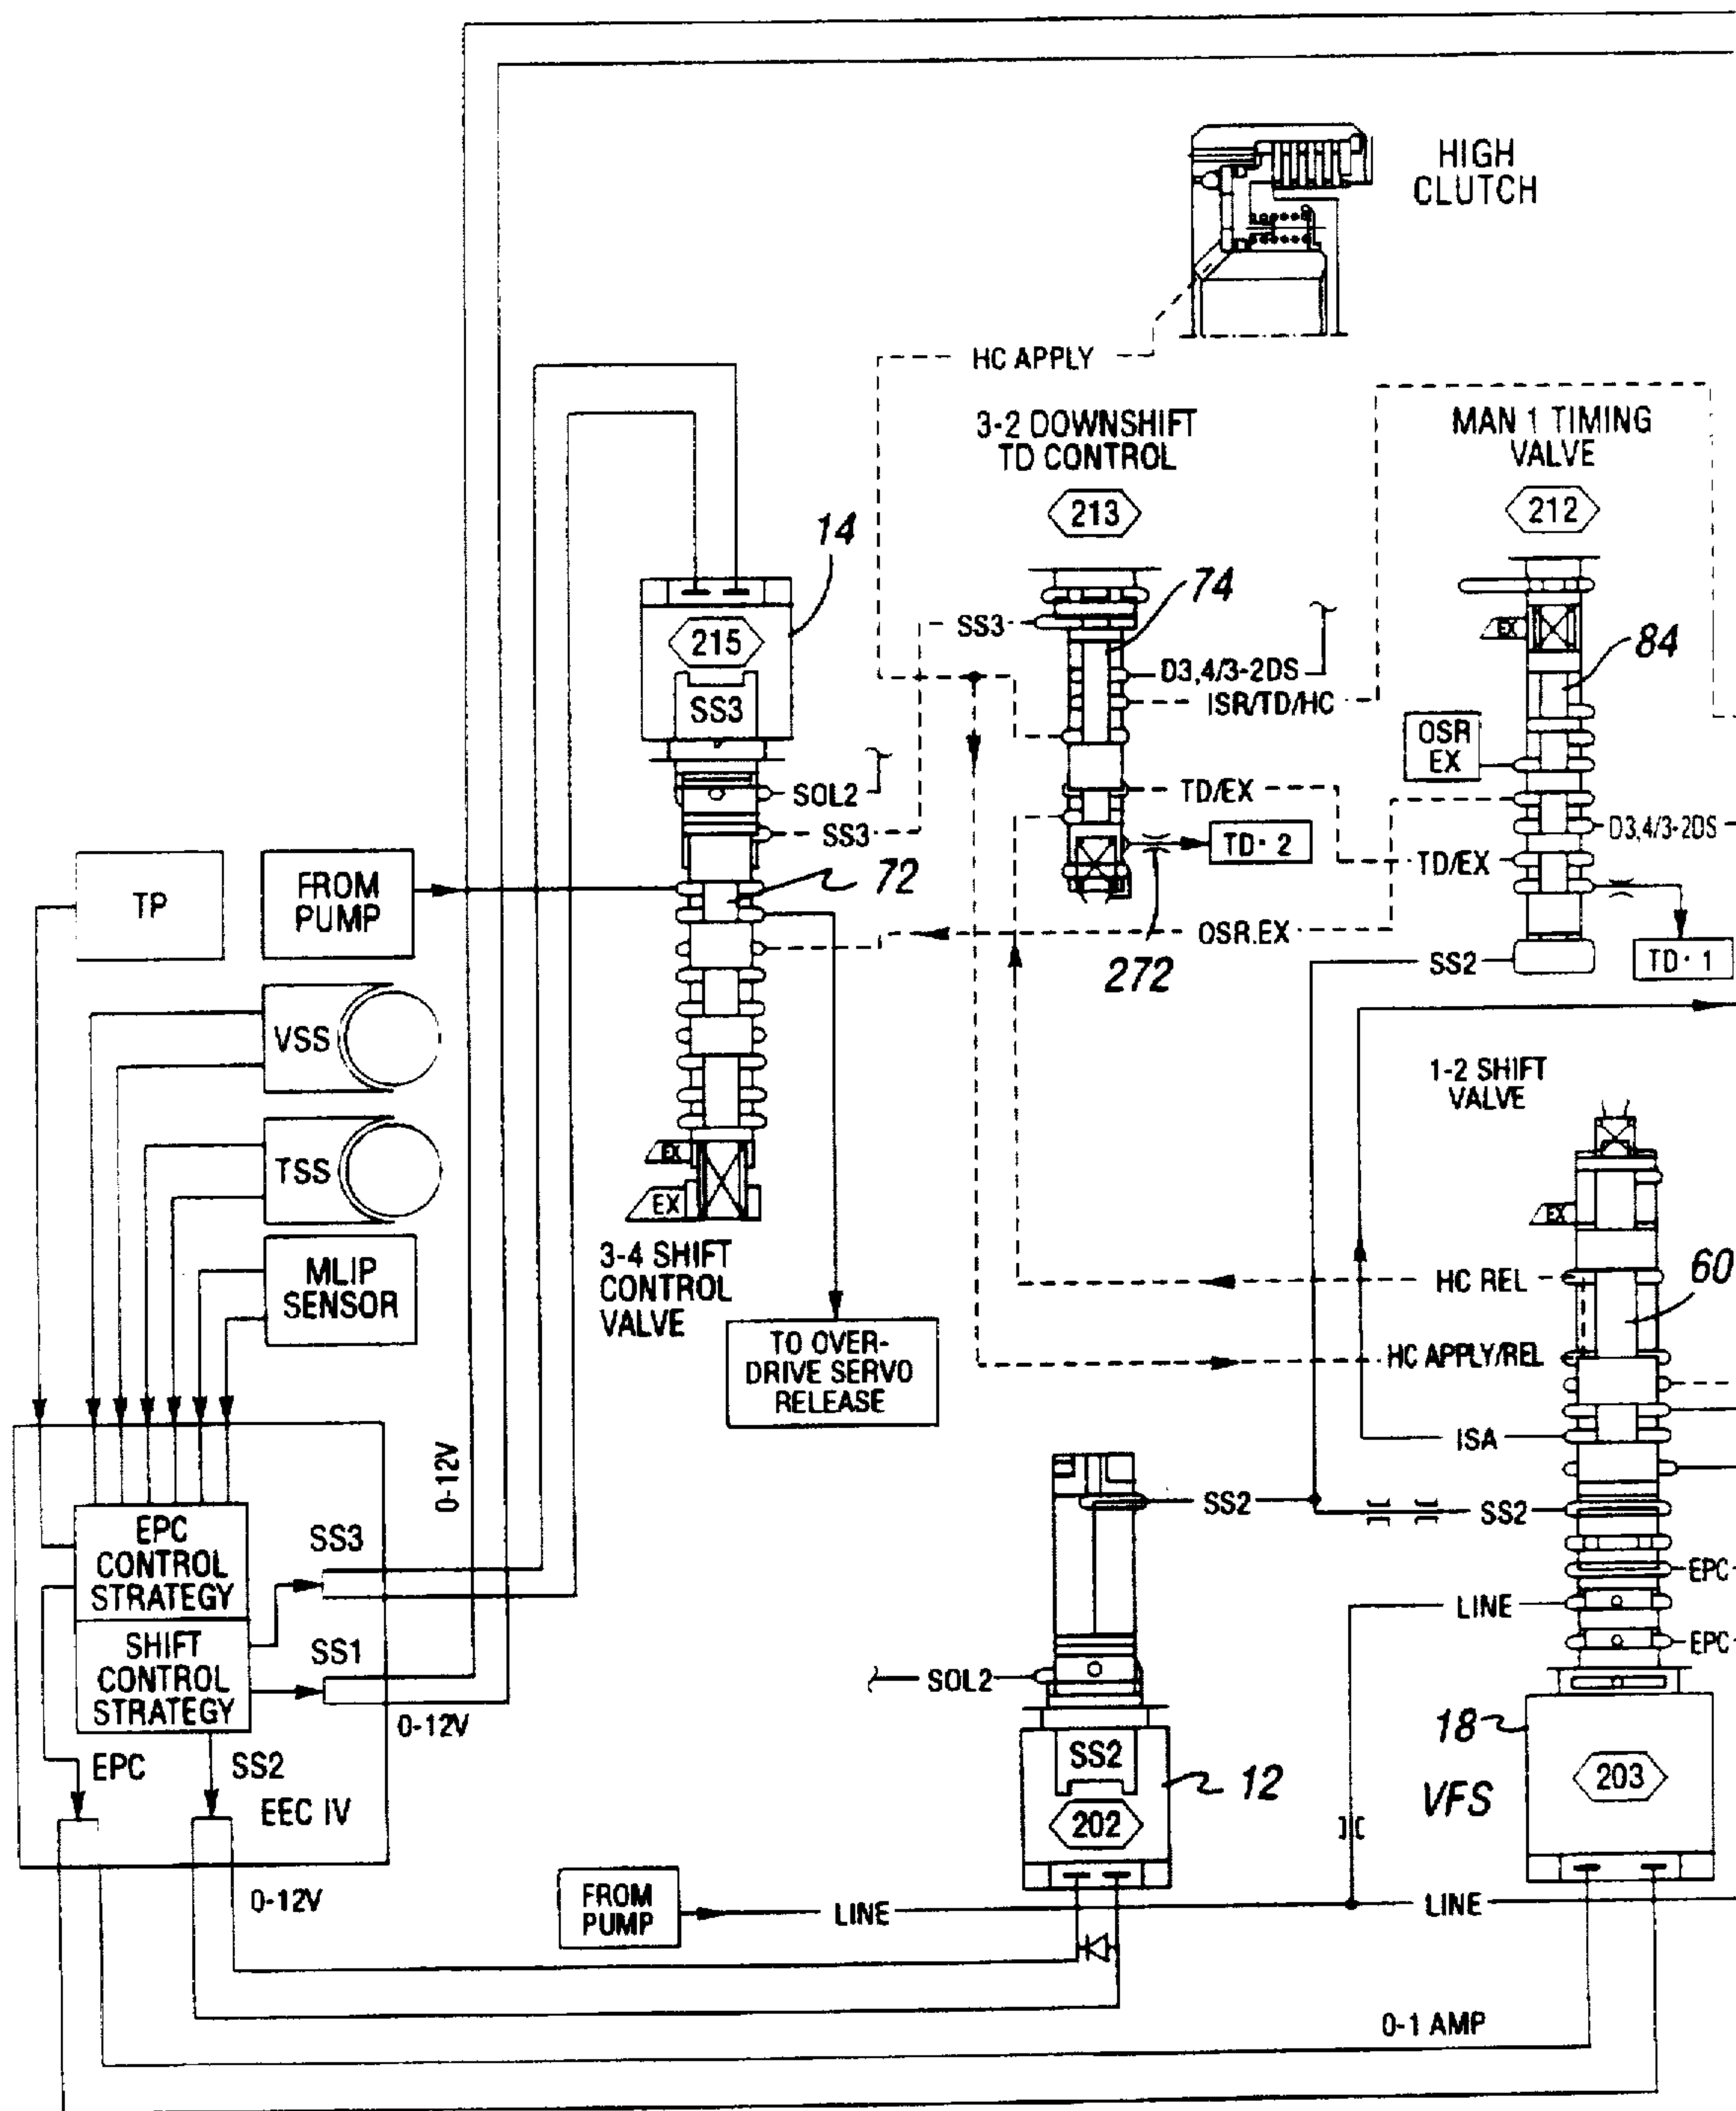 HIGH
CLUTCH
HC APPLY
3-2 DOWNSHIFT
TD CONTROL
MAN 1 TIMING
VALVE
213
212
14
74
SS3
215
84
EX
D3,4/3-2DS
ISR/TD/HC
SS3
OSR
EX
SOL2
TD/EX
SS3
D3,4/3-2DS
TD · 2
TD/EX
72
TP
FROM
PUMP
OSR.EX
272
SS2
TD · 1
VSS
1-2 SHIFT
VALVE
TSS
EX
EX
EX
MLIP
SENSOR
3-4 SHIFT
CONTROL
VALVE
HC REL
60
TO OVER-
DRIVE SERVO
RELEASE
HC APPLY/REL
0-12V
ISA
SS2
SS2
EPC
CONTROL
STRATEGY
SS3
EPC
LINE
SHIFT
CONTROL
STRATEGY
SS1
EPC
SOL2
0-12V
18
EPC
SS2
SS2
12
203
VFS
EEC IV
202
0-12V
FROM
PUMP
LINE
LINE
0-1 AMP